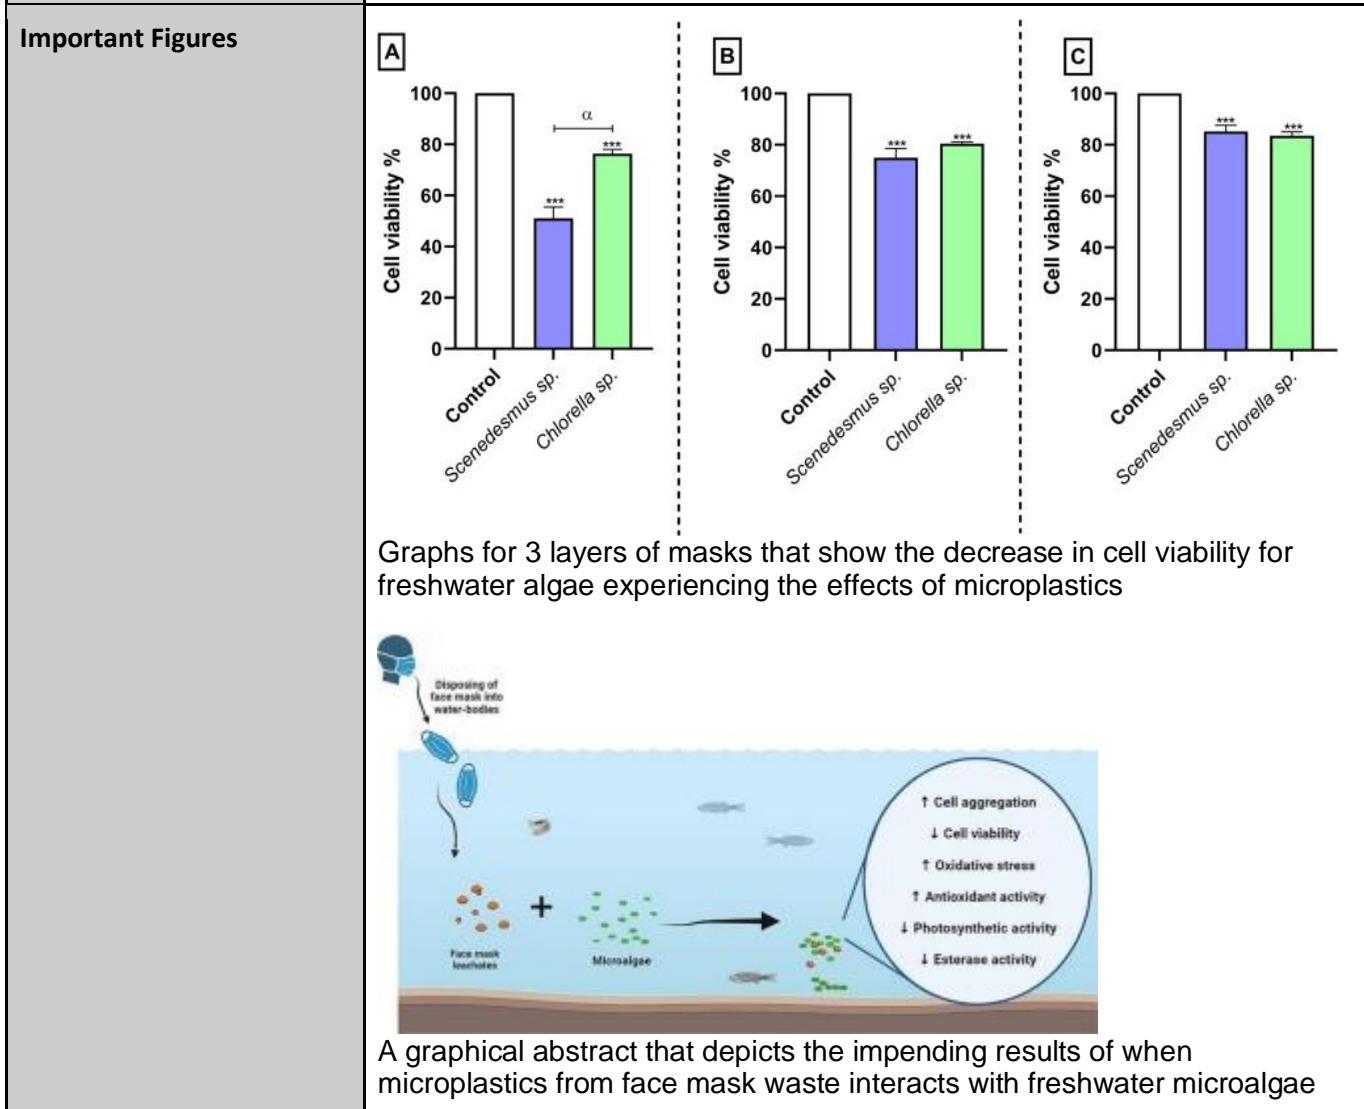 Important Figures
A
100
80
60
40
20
0
Cell viability %
α
***
***
Control
Scenedesmus sp.
Chlorella sp.
B
100
80
60
40
20
0
Cell viability %
***
***
Control
Scenedesmus sp.
Chlorella sp.
C
100
80
60
40
20
0
Cell viability %
***
***
Control
Scenedesmus sp.
Chlorella sp.
Graphs for 3 layers of masks that show the decrease in cell viability for
freshwater algae experiencing the effects of microplastics
Disposing of
face mask into
water-bodies
Face mask
leachates
+
Microalgae
↑ Cell aggregation
↓ Cell viability
↑ Oxidative stress
↑ Antioxidant activity
↓ Photosynthetic activity
↓ Esterase activity
A graphical abstract that depicts the impending results of when
microplastics from face mask waste interacts with freshwater microalgae